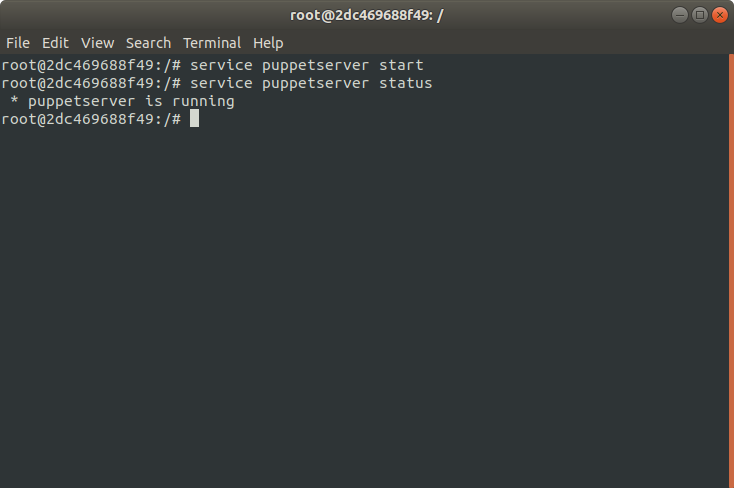 root@2dc469688f49: /
File Edit View Search Terminal Help
root@2dc469688f49:/# service puppetserver start
root@2dc469688f49:/# service puppetserver status
 * puppetserver is running
root@2dc469688f49:/#